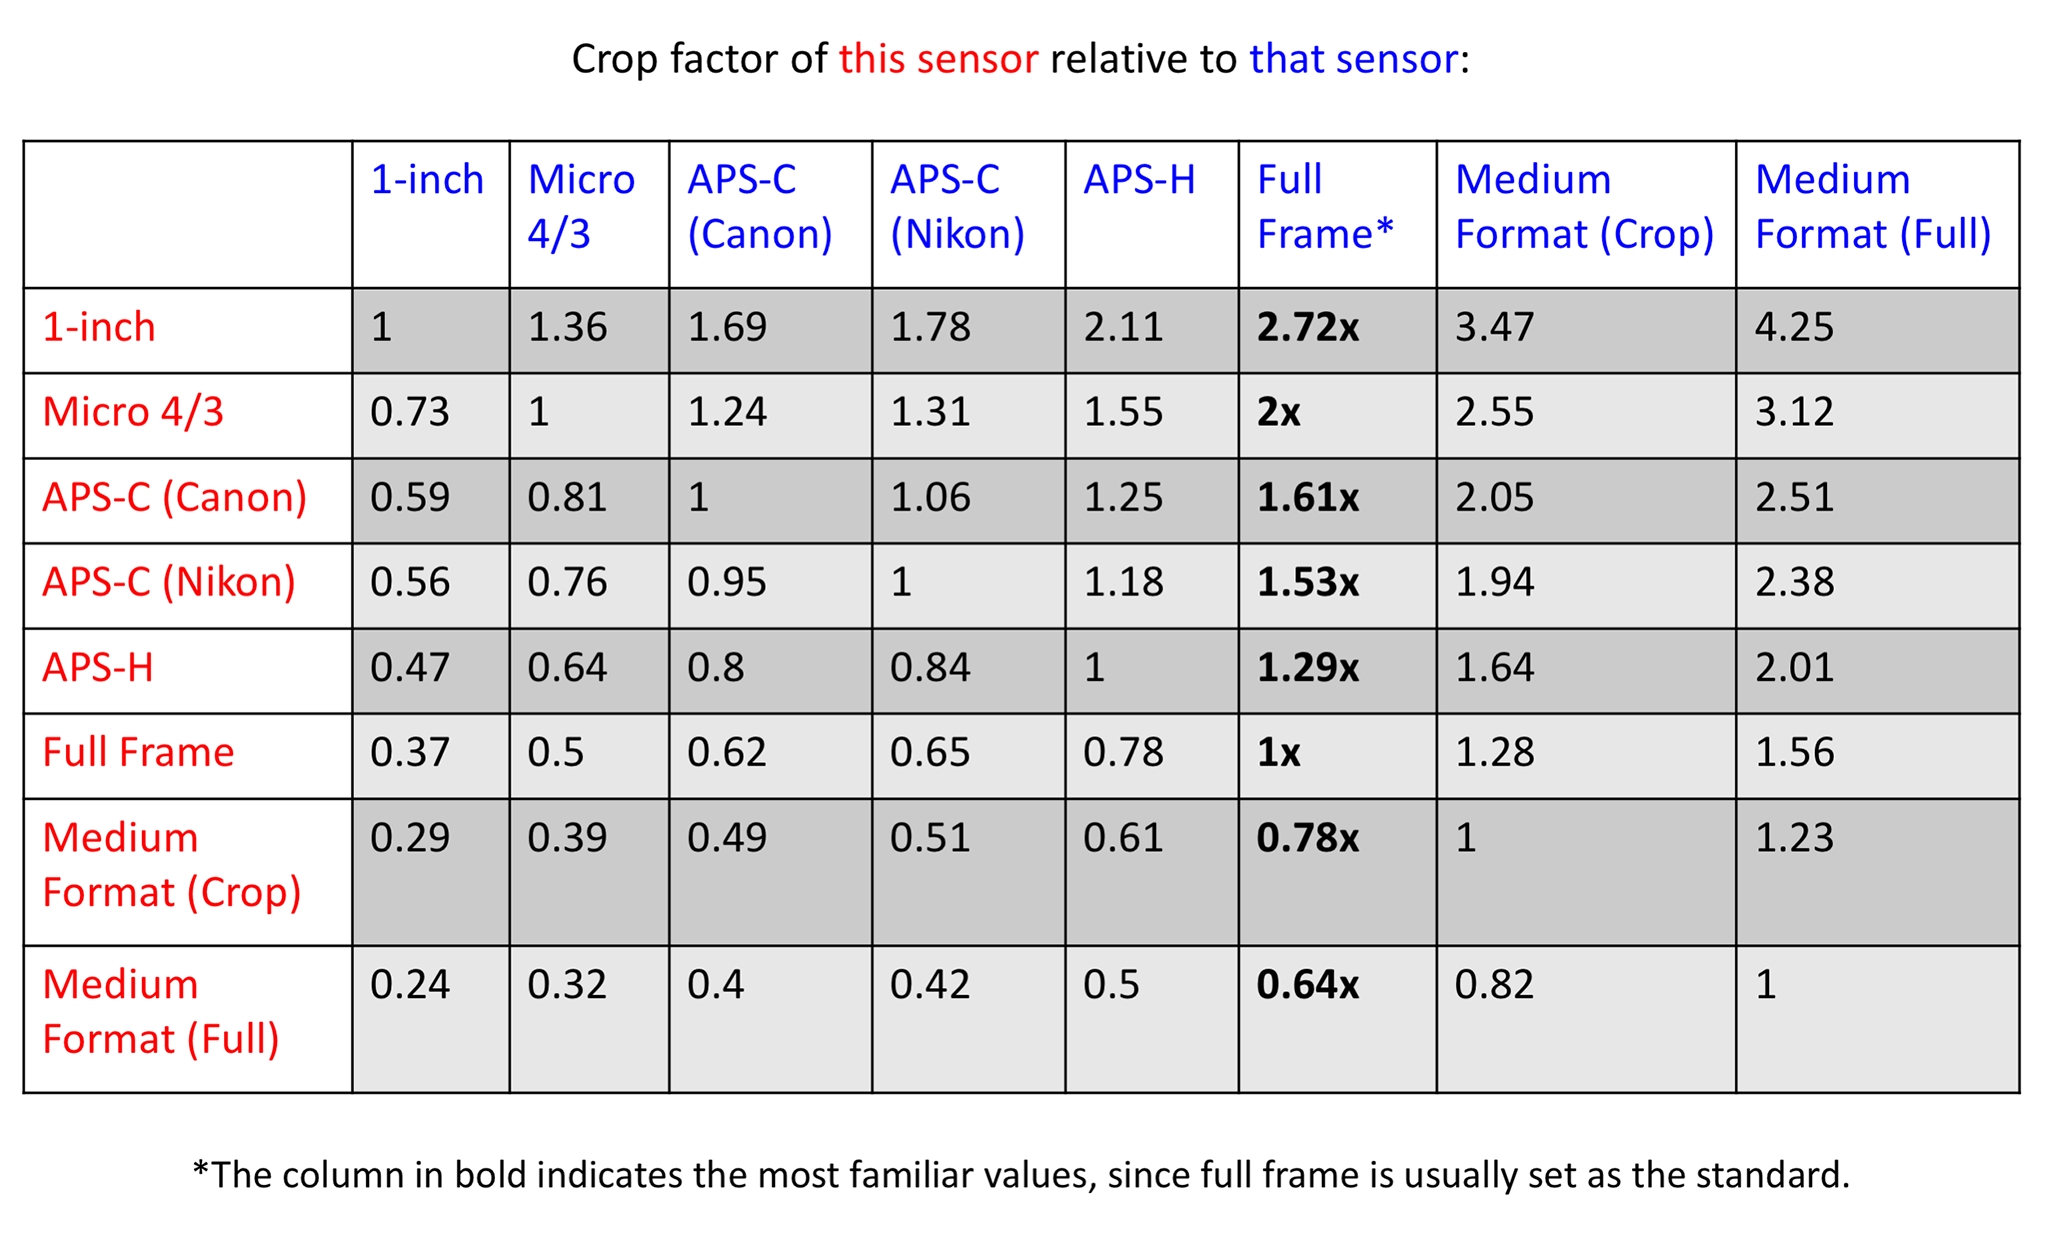 Crop factor of this sensor relative to that sensor:
1-inch Micro 4/3 APS-C (Canon) APS-C (Nikon) APS-H Full Frame* Medium Format (Crop) Medium Format (Full)
1-inch 1 1.36 1.69 1.78 2.11 2.72x 3.47 4.25
Micro 4/3 0.73 1 1.24 1.31 1.55 2x 2.55 3.12
APS-C (Canon) 0.59 0.81 1 1.06 1.25 1.61x 2.05 2.51
APS-C (Nikon) 0.56 0.76 0.95 1 1.18 1.53x 1.94 2.38
APS-H 0.47 0.64 0.8 0.84 1 1.29x 1.64 2.01
Full Frame 0.37 0.5 0.62 0.65 0.78 1x 1.28 1.56
Medium Format (Crop) 0.29 0.39 0.49 0.51 0.61 0.78x 1 1.23
Medium Format (Full) 0.24 0.32 0.4 0.42 0.5 0.64x 0.82 1
*The column in bold indicates the most familiar values, since full frame is usually set as the standard.